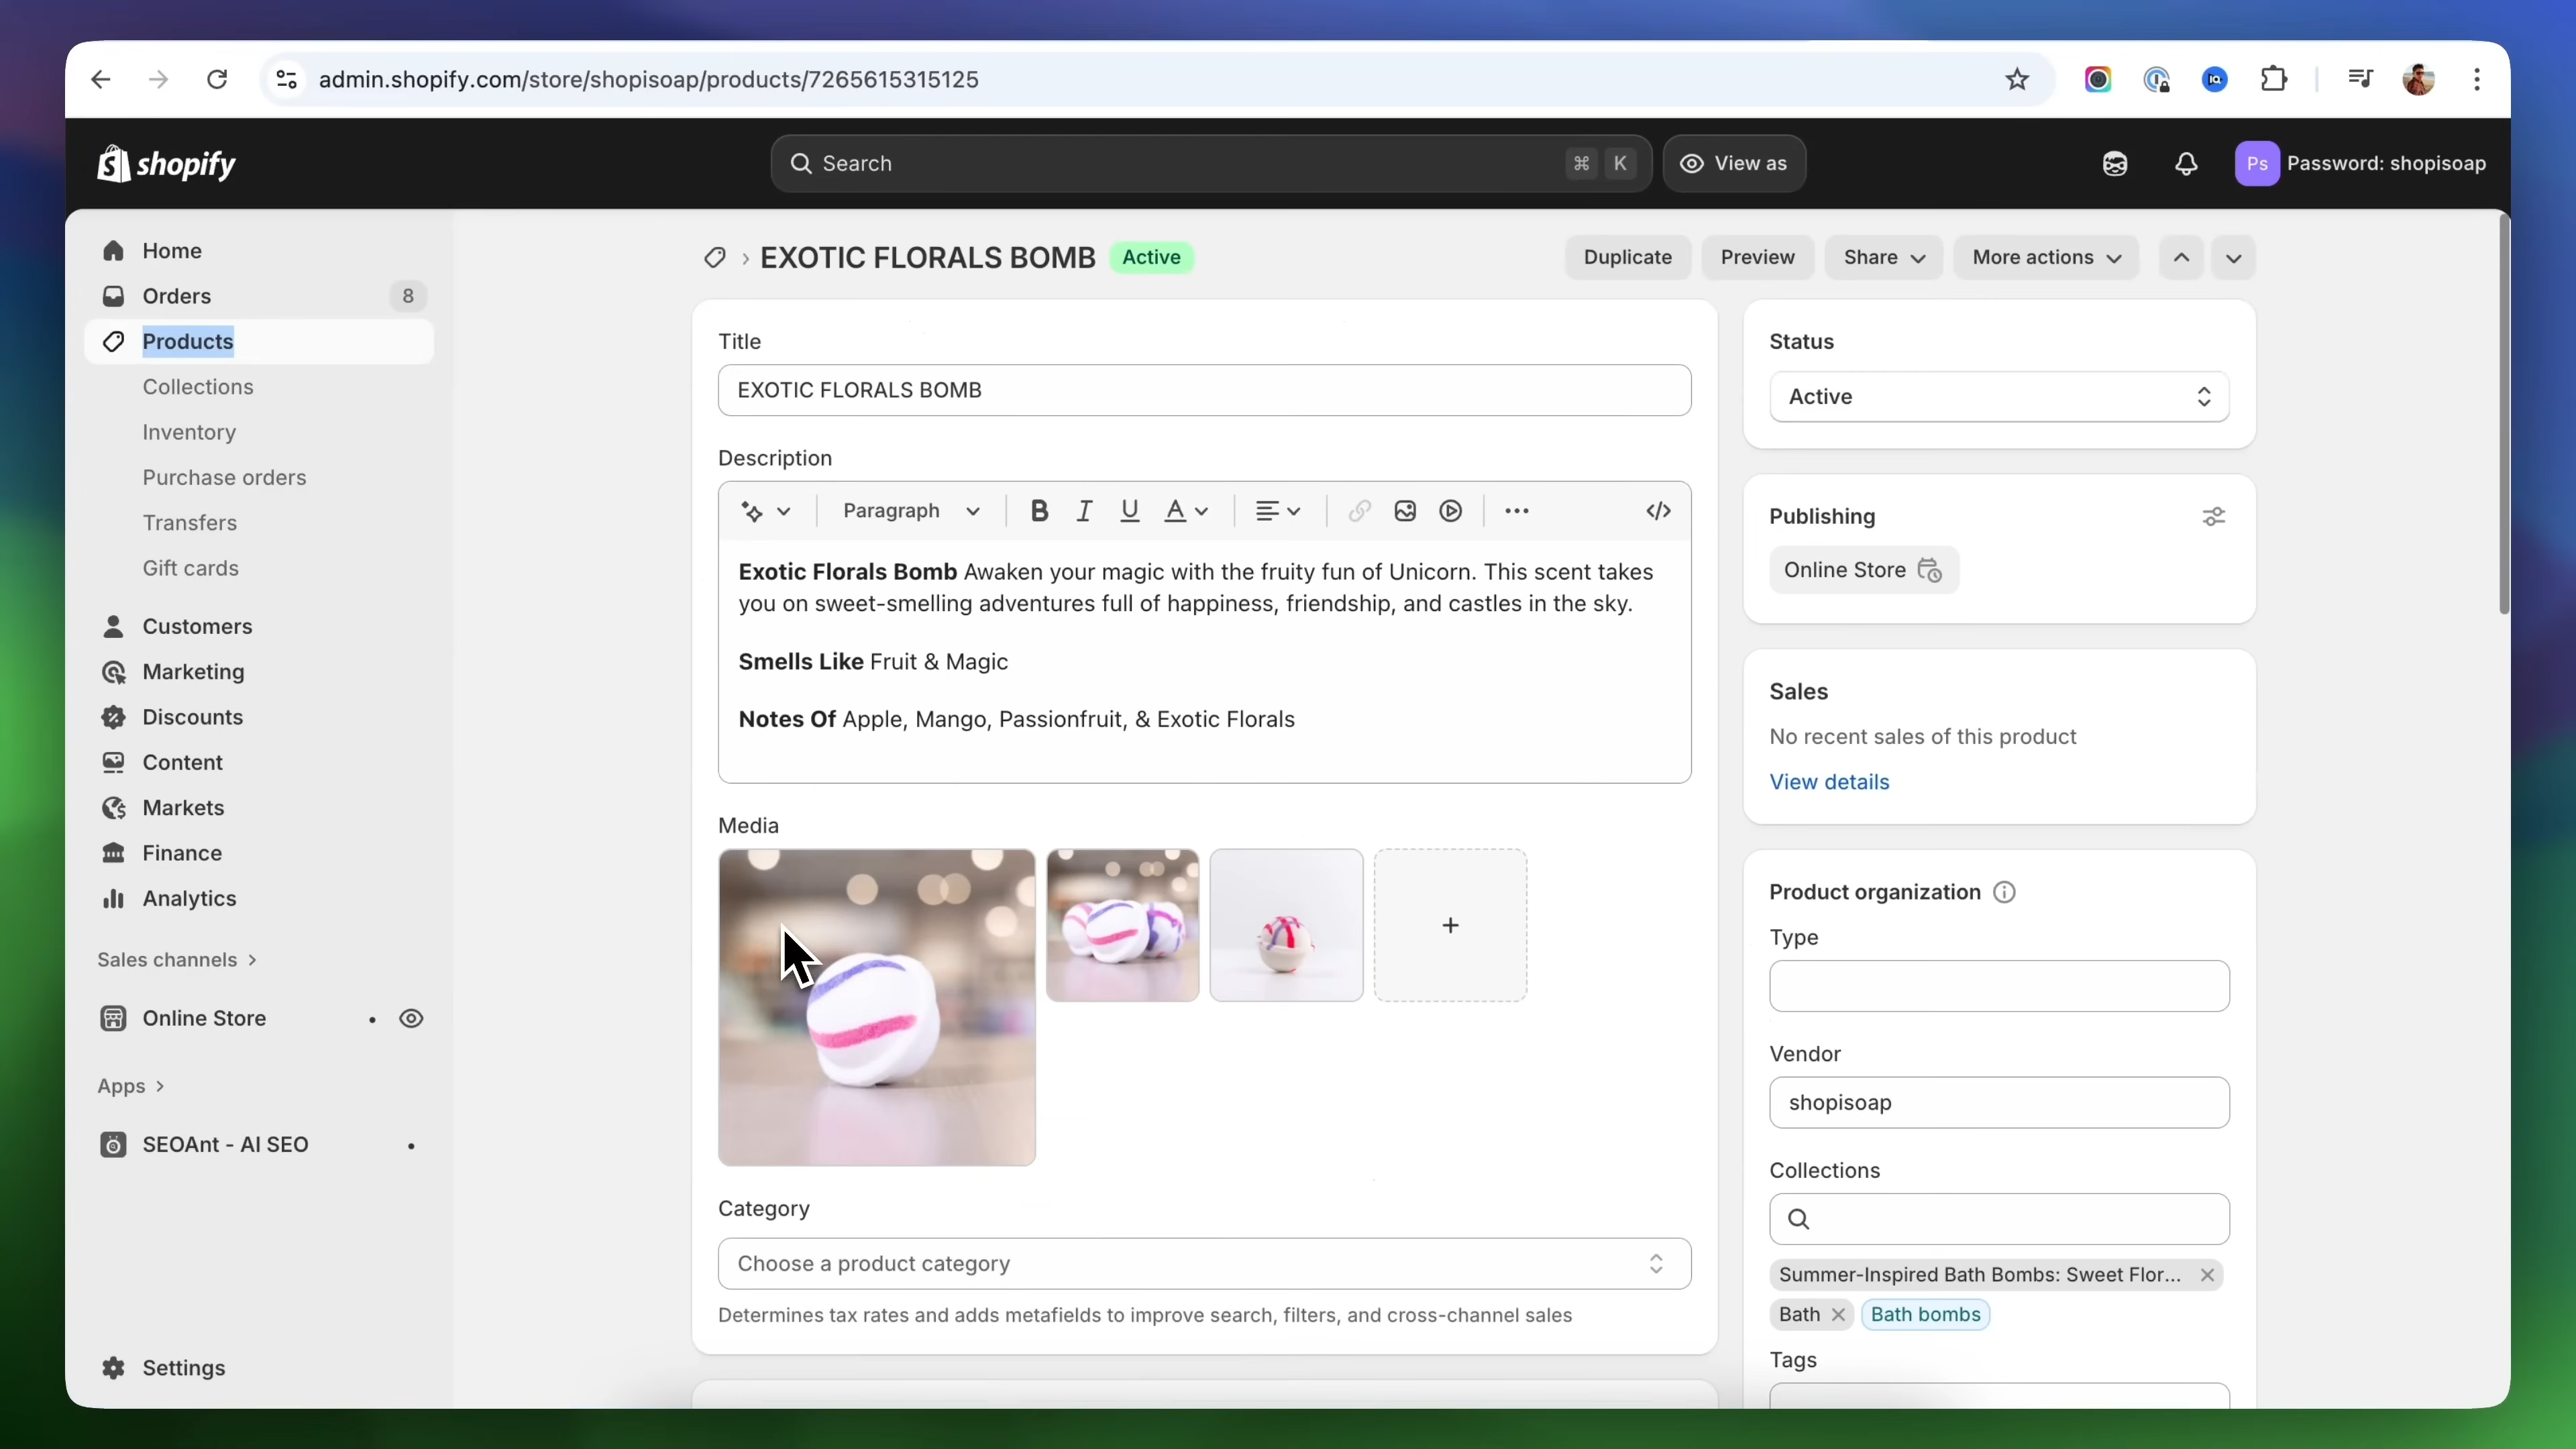 admin.shopify.com/store/shopisoap/products/7265615315125
shopify
Search
⌘ K
View as
Ps
Password: shopisoap
Home
Orders 8
Products
Collections
Inventory
Purchase orders
Transfers
Gift cards
Customers
Marketing
Discounts
Content
Markets
Finance
Analytics
Sales channels
Online Store
Apps
SEOAnt - AI SEO
Settings
EXOTIC FLORALS BOMB Active
Duplicate
Preview
Share
More actions
Title
EXOTIC FLORALS BOMB
Description
Paragraph
B I U A
Exotic Florals Bomb Awaken your magic with the fruity fun of Unicorn. This scent takes
you on sweet-smelling adventures full of happiness, friendship, and castles in the sky.
Smells Like Fruit & Magic
Notes Of Apple, Mango, Passionfruit, & Exotic Florals
Media
Category
Choose a product category
Determines tax rates and adds metafields to improve search, filters, and cross-channel sales
Status
Active
Publishing
Online Store
Sales
No recent sales of this product
View details
Product organization
Type
Vendor
shopisoap
Collections
Summer-Inspired Bath Bombs: Sweet Flor...
Bath Bath bombs
Tags